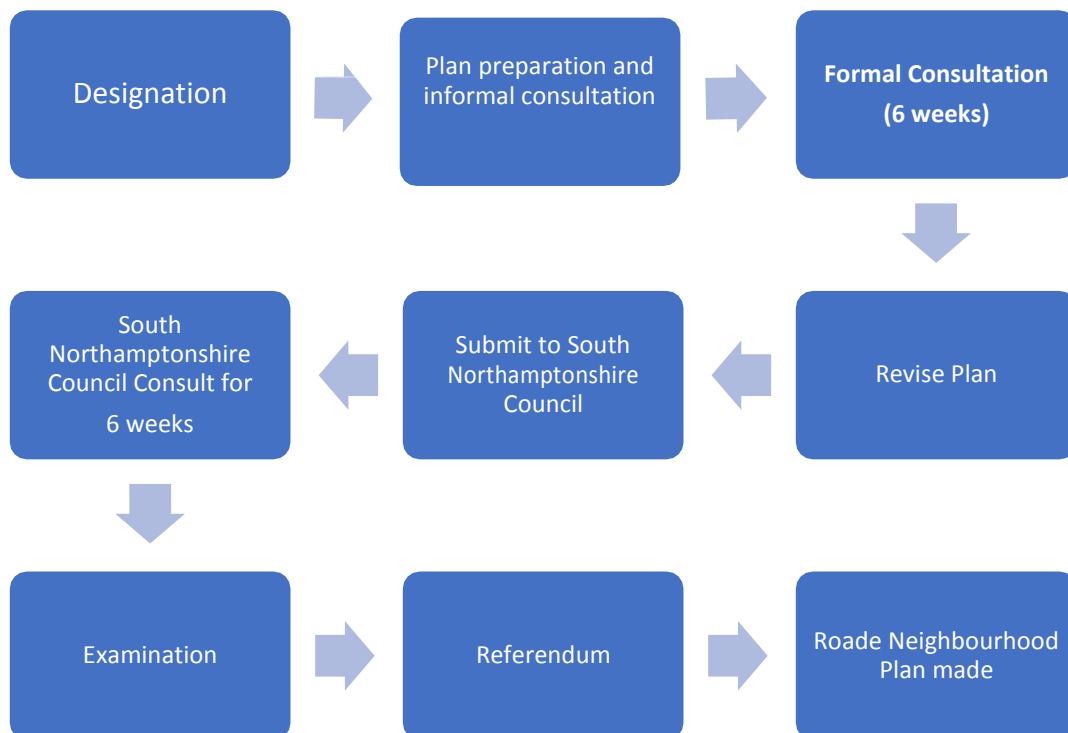 Designation
Plan preparation and
informal consultation
Formal Consultation
(6 weeks)
Revise Plan
Submit to South
Northamptonshire
Council
South
Northamptonshire
Council Consult for
6 weeks
Examination
Referendum
Roade Neighbourhood
Plan made